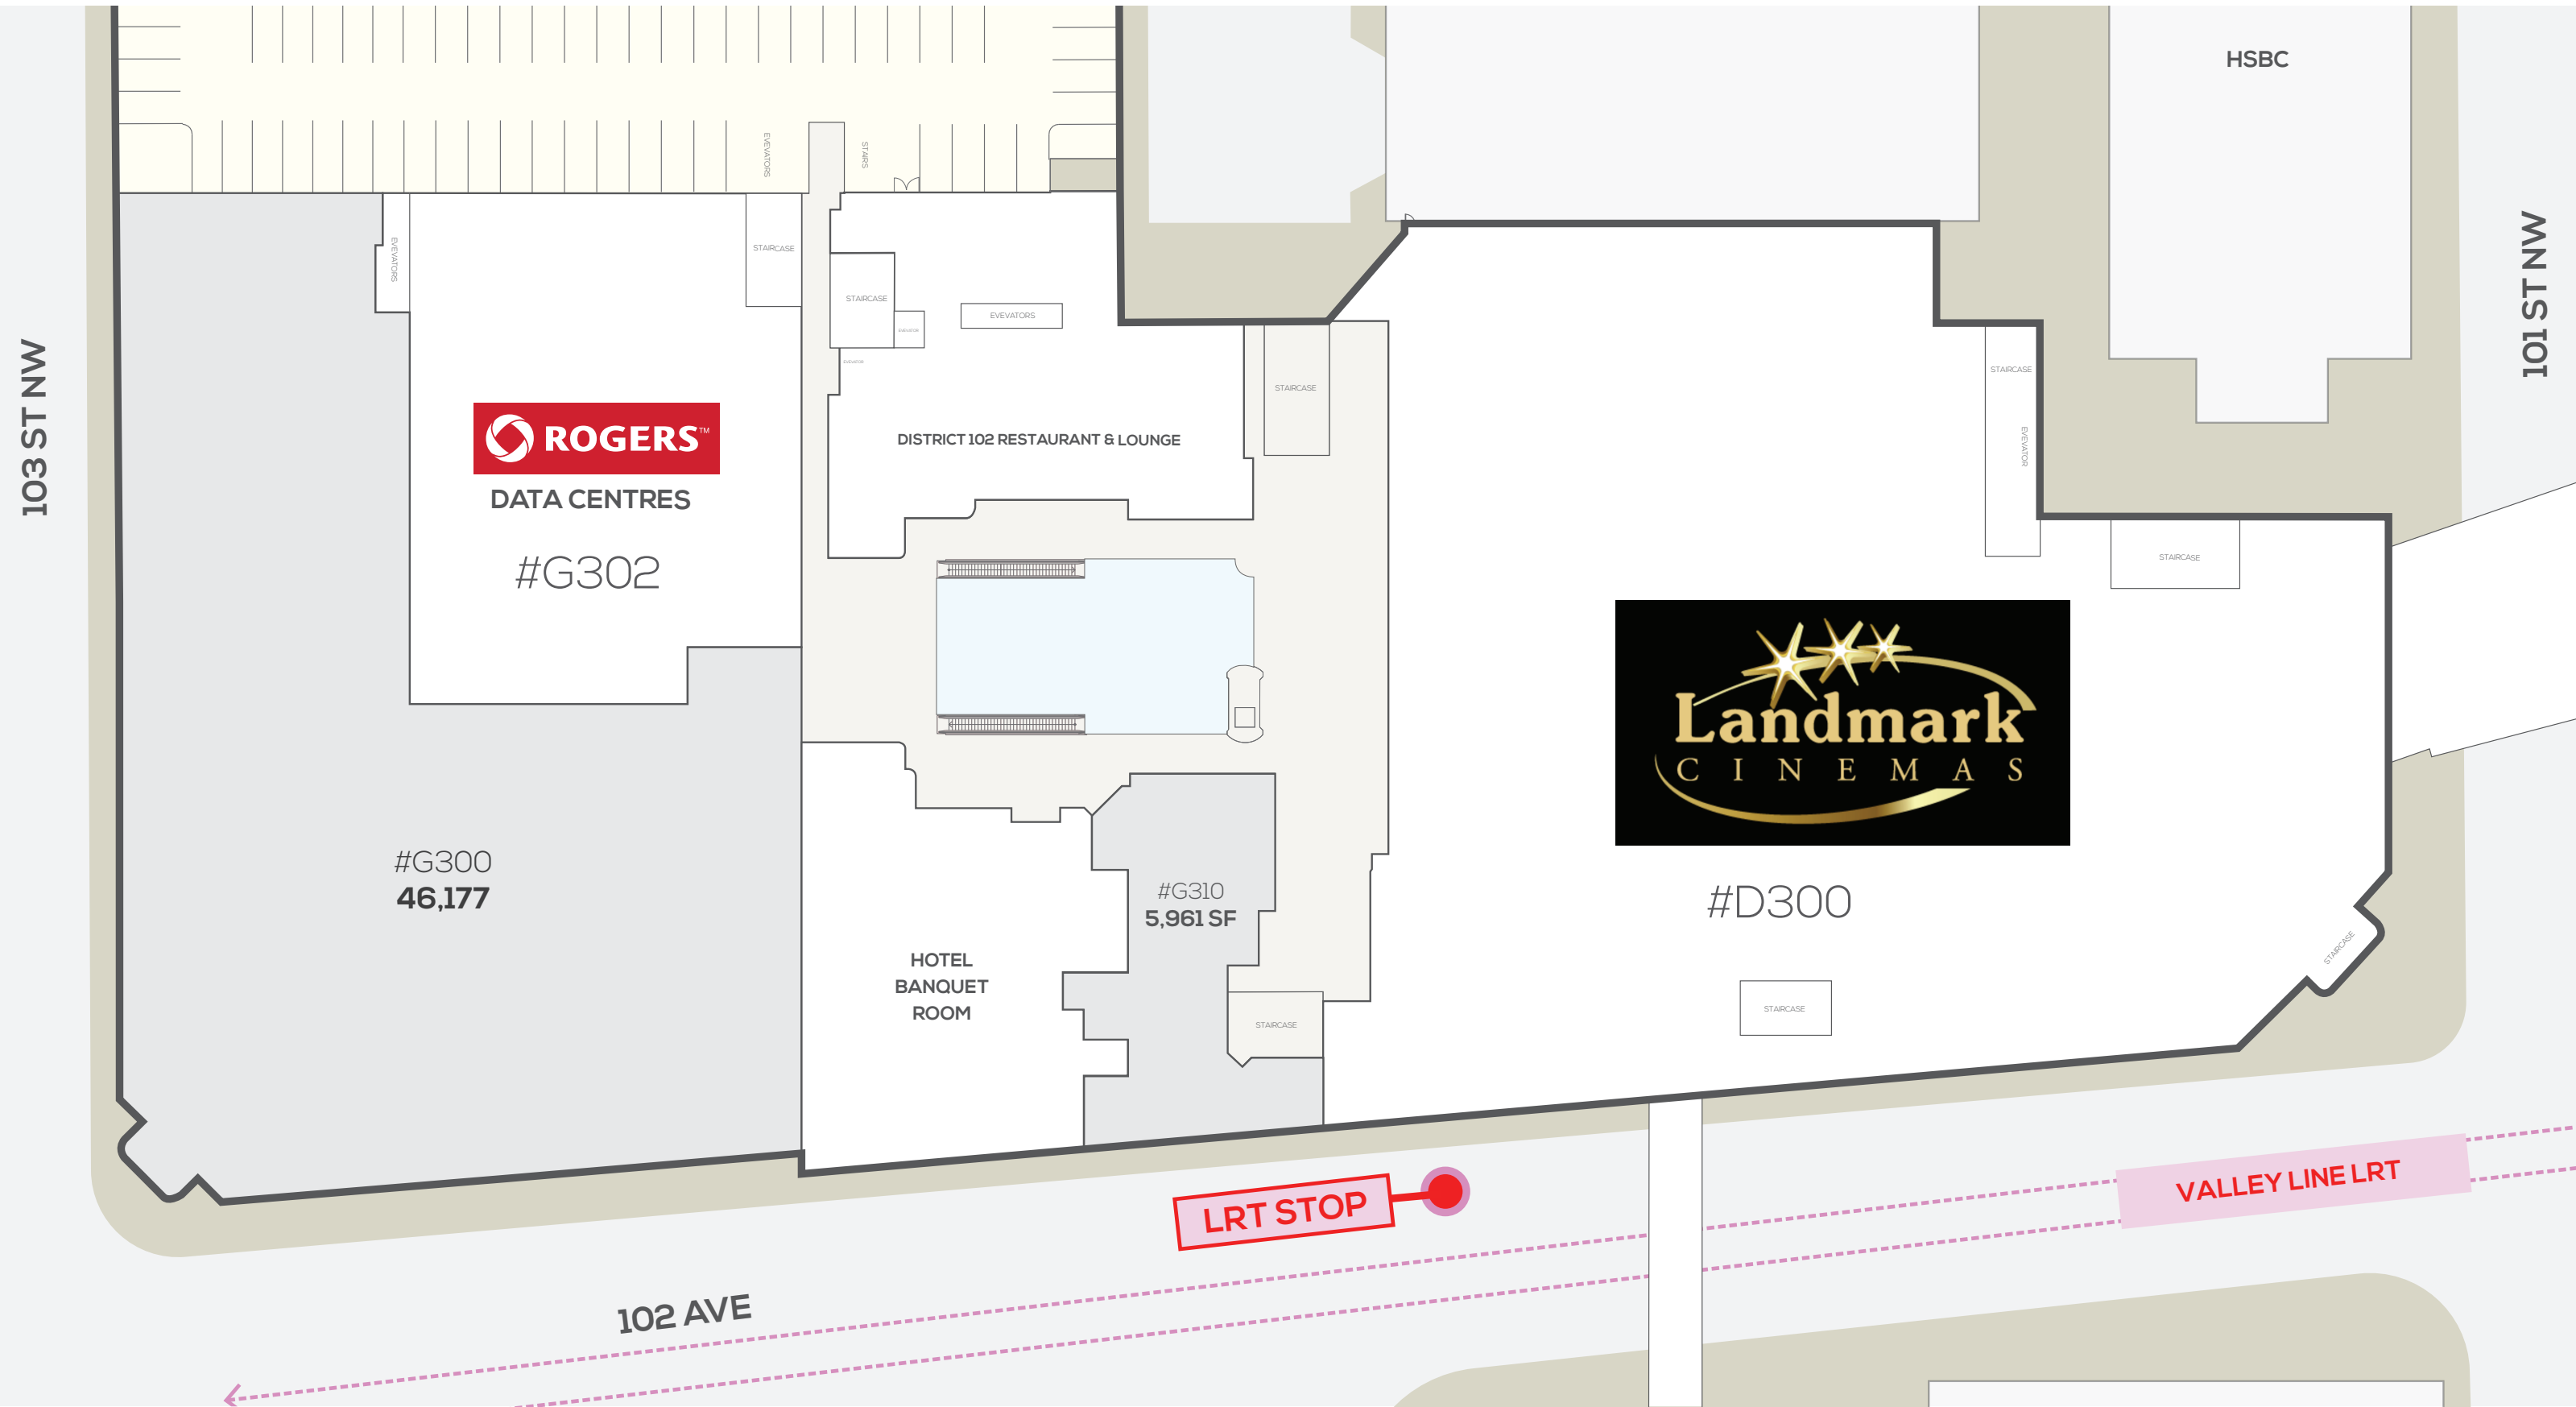 HSBC
EVEVATORS
STAIRS
EVEVATORS
STAIRCASE
STAIRCASE
EVEVATORS
EVEVATOR
EVEVATOR
101 ST NW
103 ST NW
STAIRCASE
STAIRCASE
EVEVATOR
ROGERS™
DATA CENTRES
#G302
DISTRICT 102 RESTAURANT & LOUNGE
STAIRCASE
Landmark
CINEMAS
#D300
#G300
46,177
#G310
5,961 SF
HOTEL
BANQUET
ROOM
STAIRCASE
STAIRCASE
STAIRCASE
LRT STOP
VALLEY LINE LRT
102 AVE